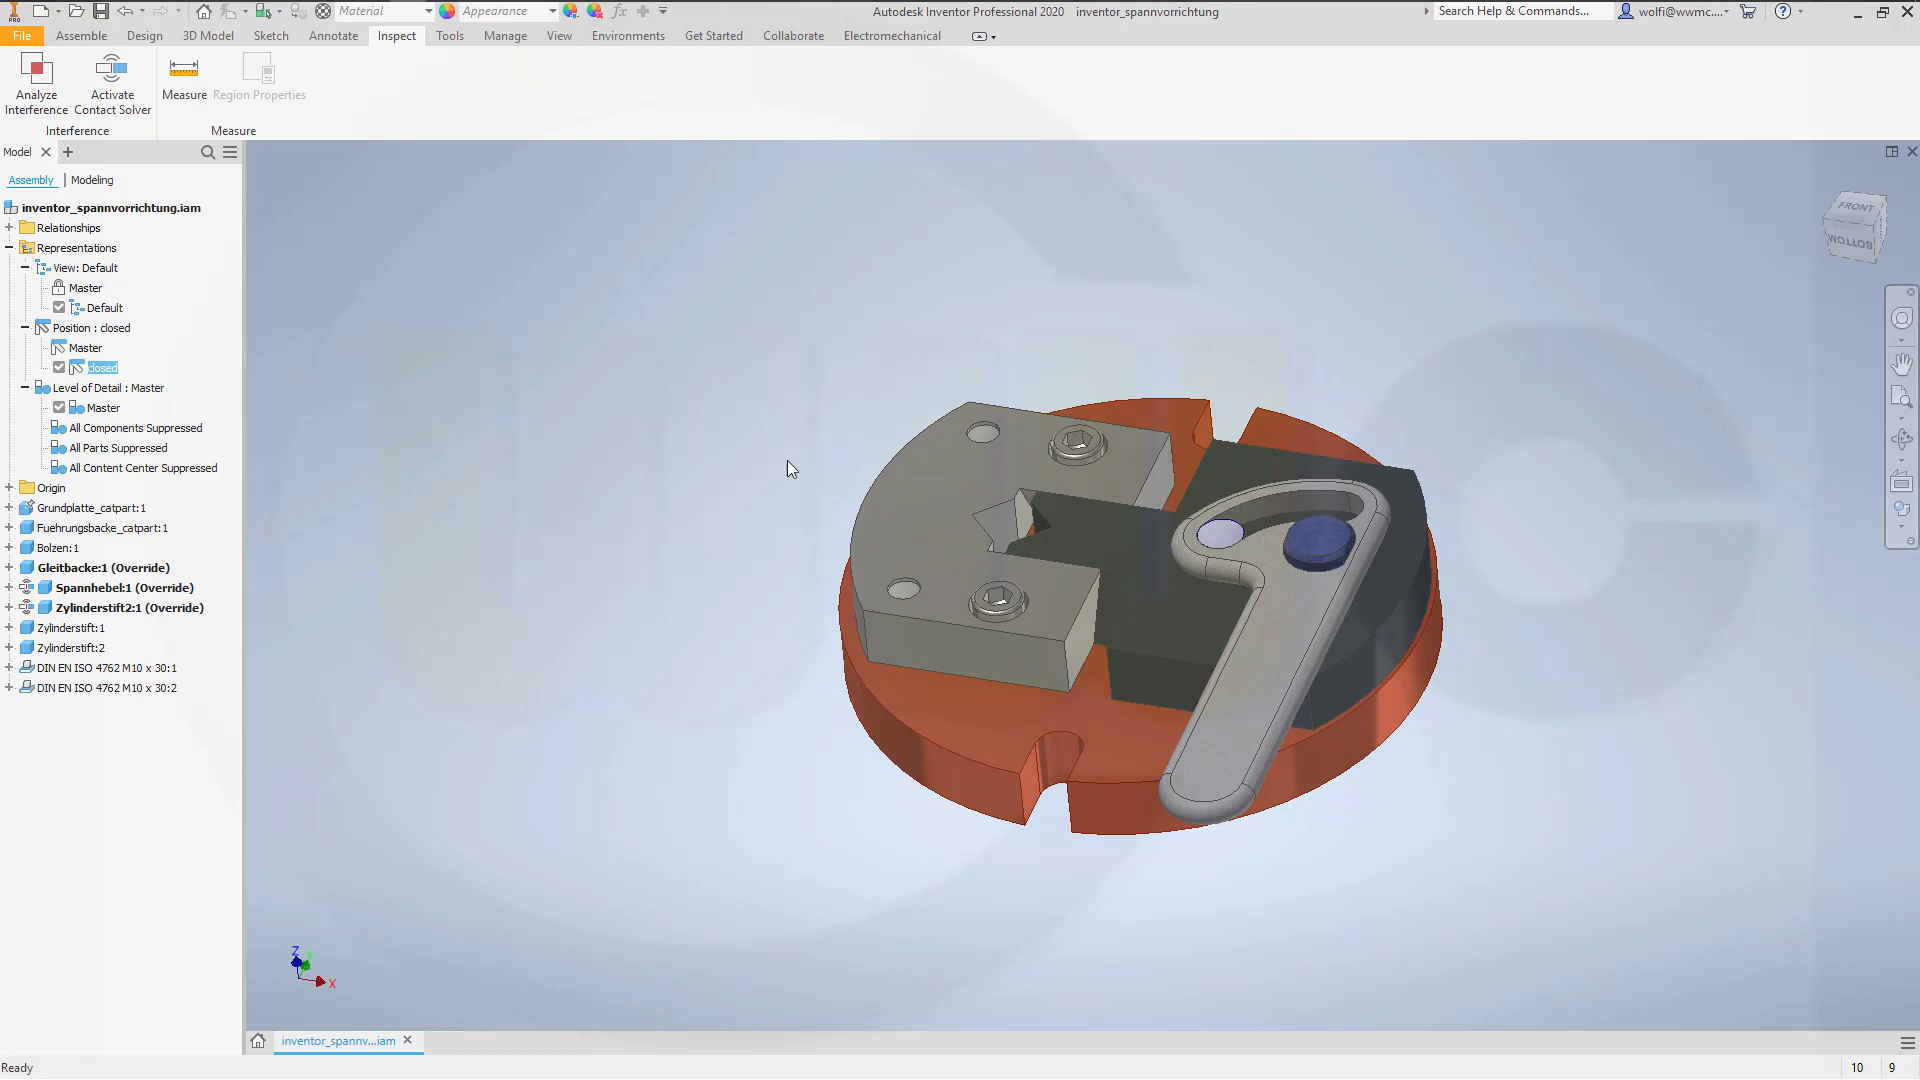 Material
Appearance
Autodesk Inventor Professional 2020 inventor_spannvorrichtung
Search Help & Commands...
wolfi@wwmc....
PRO
File Assemble Design 3D Model Sketch Annotate Inspect Tools Manage View Environments Get Started Collaborate Electromechanical
Analyze Interference
Activate Contact Solver
Measure
Region Properties
Interference
Measure
Model
Assembly | Modeling
inventor_spannvorrichtung.iam
Relationships
Representations
View: Default
Master
Default
Position : closed
Master
closed
Level of Detail : Master
Master
All Components Suppressed
All Parts Suppressed
All Content Center Suppressed
Origin
Grundplatte_catpart:1
Fuehrungsbacke_catpart:1
Bolzen:1
Gleitbacke:1 (Override)
Spannhebel:1 (Override)
Zylinderstift2:1 (Override)
Zylinderstift:1
Zylinderstift:2
DIN EN ISO 4762 M10 x 30:1
DIN EN ISO 4762 M10 x 30:2
FRONT
BOTTOM
Z
Y
X
inventor_spannv...iam
Ready
10 9